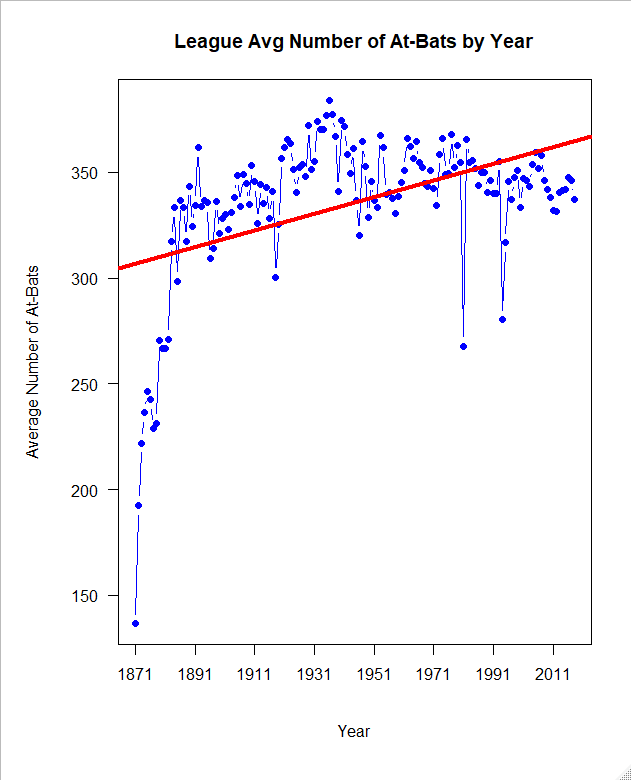 League Avg Number of At-Bats by Year
Average Number of At-Bats
350
300
250
200
150
1871 1891 1911 1931 1951 1971 1991 2011
Year